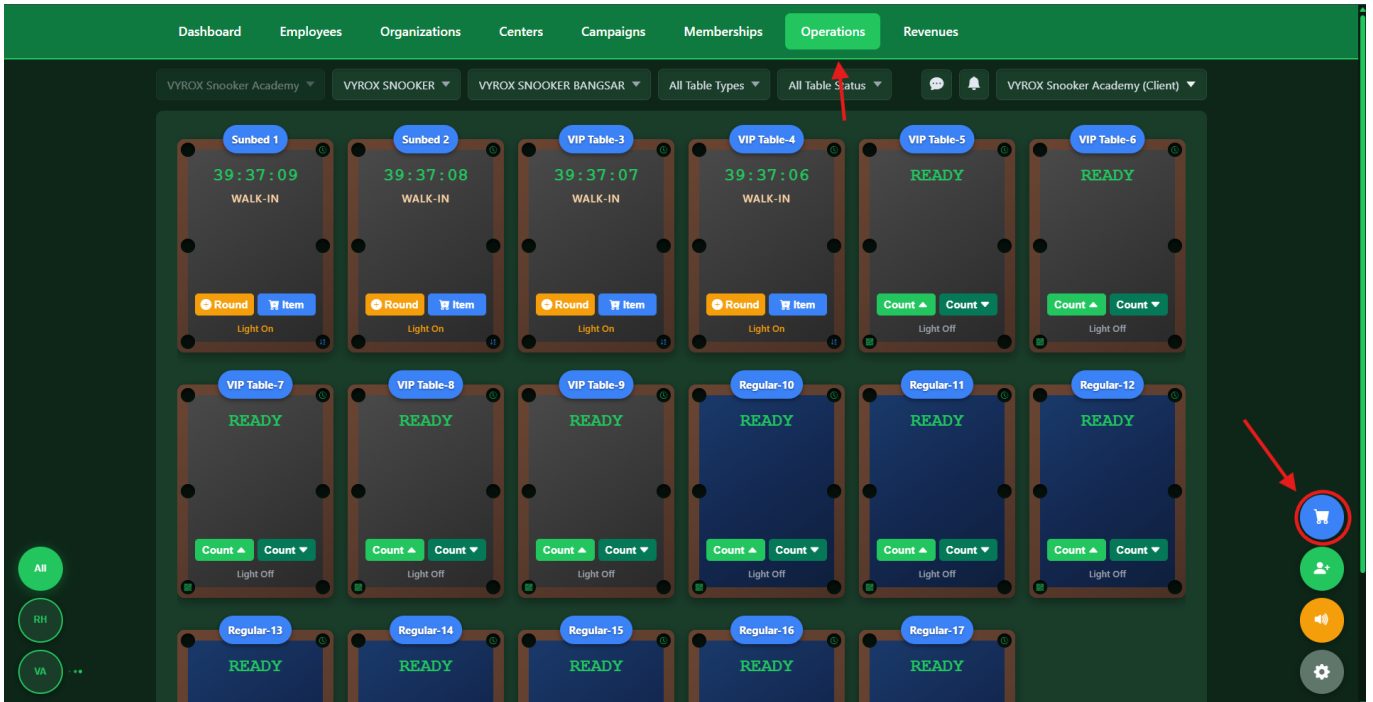 Dashboard Employees Organizations Centers Campaigns Memberships Operations Revenues
VYROX Snooker Academy VYROX SNOOKER VYROX SNOOKER BANGSAR All Table Types All Table Status VYROX Snooker Academy (Client)
Sunbed 1 Sunbed 2 VIP Table-3 VIP Table-4 VIP Table-5 VIP Table-6
39:37:09 39:37:08 39:37:07 39:37:06 READY READY
WALK-IN WALK-IN WALK-IN WALK-IN
Round Item Round Item Round Item Round Item Count Count Count Count
Light On Light On Light On Light On Light Off Light Off
VIP Table-7 VIP Table-8 VIP Table-9 Regular-10 Regular-11 Regular-12
READY READY READY READY READY READY
Count Count Count Count Count Count Count Count Count Count Count Count
Light Off Light Off Light Off Light Off Light Off Light Off
Regular-13 Regular-14 Regular-15 Regular-16 Regular-17
READY READY READY READY READY
All
RH
VA